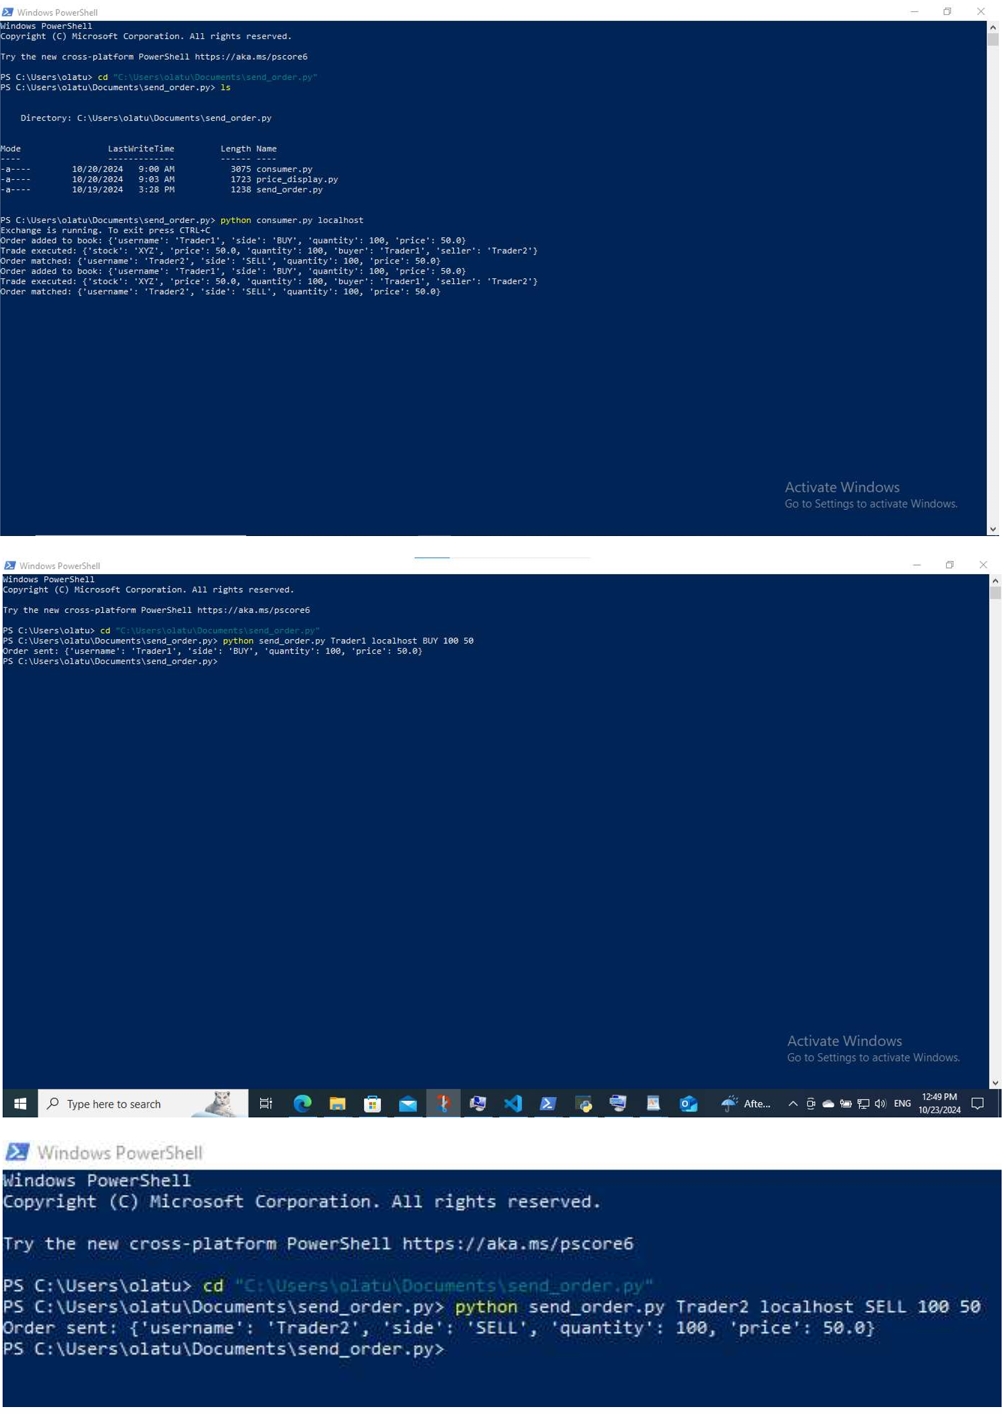 Windows PowerShell
Windows PowerShell
Copyright (C) Microsoft Corporation. All rights reserved.
Try the new cross-platform PowerShell https://aka.ms/pscore6
PS C:\Users\olatu> cd "C:\Users\olatu\Documents\send_order.py"
PS C:\Users\olatu\Documents\send_order.py> ls
Directory: C:\Users\olatu\Documents\send_order.py
Mode LastWriteTime Length Name
---- ------------- ------ ----
-a---- 10/20/2024 9:00 AM 3075 consumer.py
-a---- 10/20/2024 9:03 AM 1723 price_display.py
-a---- 10/19/2024 3:28 PM 1238 send_order.py
PS C:\Users\olatu\Documents\send_order.py> python consumer.py localhost
Exchange is running. To exit press CTRL+C
Order added to book: {'username': 'Trader1', 'side': 'BUY', 'quantity': 100, 'price': 50.0}
Trade executed: {'stock': 'XYZ', 'price': 50.0, 'quantity': 100, 'buyer': 'Trader1', 'seller': 'Trader2'}
Order matched: {'username': 'Trader2', 'side': 'SELL', 'quantity': 100, 'price': 50.0}
Order added to book: {'username': 'Trader1', 'side': 'BUY', 'quantity': 100, 'price': 50.0}
Trade executed: {'stock': 'XYZ', 'price': 50.0, 'quantity': 100, 'buyer': 'Trader1', 'seller': 'Trader2'}
Order matched: {'username': 'Trader2', 'side': 'SELL', 'quantity': 100, 'price': 50.0}
Activate Windows
Go to Settings to activate Windows.
Windows PowerShell
Windows PowerShell
Copyright (C) Microsoft Corporation. All rights reserved.
Try the new cross-platform PowerShell https://aka.ms/pscore6
PS C:\Users\olatu> cd "C:\Users\olatu\Documents\send_order.py"
PS C:\Users\olatu\Documents\send_order.py> python send_order.py Trader1 localhost BUY 100 50
Order sent: {'username': 'Trader1', 'side': 'BUY', 'quantity': 100, 'price': 50.0}
PS C:\Users\olatu\Documents\send_order.py>
Activate Windows
Go to Settings to activate Windows.
Type here to search
Afte...
ENG
12:49 PM
10/23/2024
Windows PowerShell
Windows PowerShell
Copyright (C) Microsoft Corporation. All rights reserved.
Try the new cross-platform PowerShell https://aka.ms/pscore6
PS C:\Users\olatu> cd "C:\Users\olatu\Documents\send_order.py"
PS C:\Users\olatu\Documents\send_order.py> python send_order.py Trader2 localhost SELL 100 50
Order sent: {'username': 'Trader2', 'side': 'SELL', 'quantity': 100, 'price': 50.0}
PS C:\Users\olatu\Documents\send_order.py>